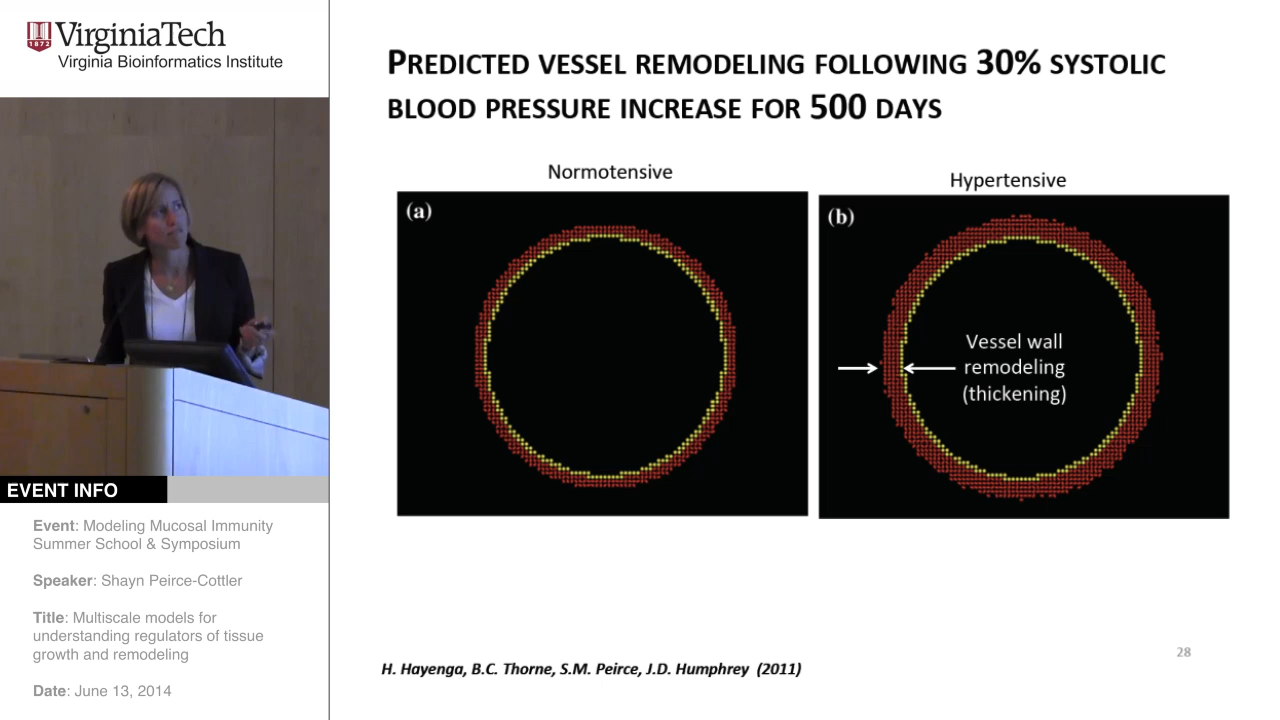 VirginiaTech
1872
Virginia Bioinformatics Institute
EVENT INFO
Event: Modeling Mucosal Immunity
Summer School & Symposium
Speaker: Shayn Peirce-Cottler
Title: Multiscale models for
understanding regulators of tissue
growth and remodeling
Date: June 13, 2014
PREDICTED VESSEL REMODELING FOLLOWING 30% SYSTOLIC
BLOOD PRESSURE INCREASE FOR 500 DAYS
Normotensive
Hypertensive
(a)
(b)
Vessel wall
remodeling
(thickening)
H. Hayenga, B.C. Thorne, S.M. Peirce, J.D. Humphrey (2011)
28